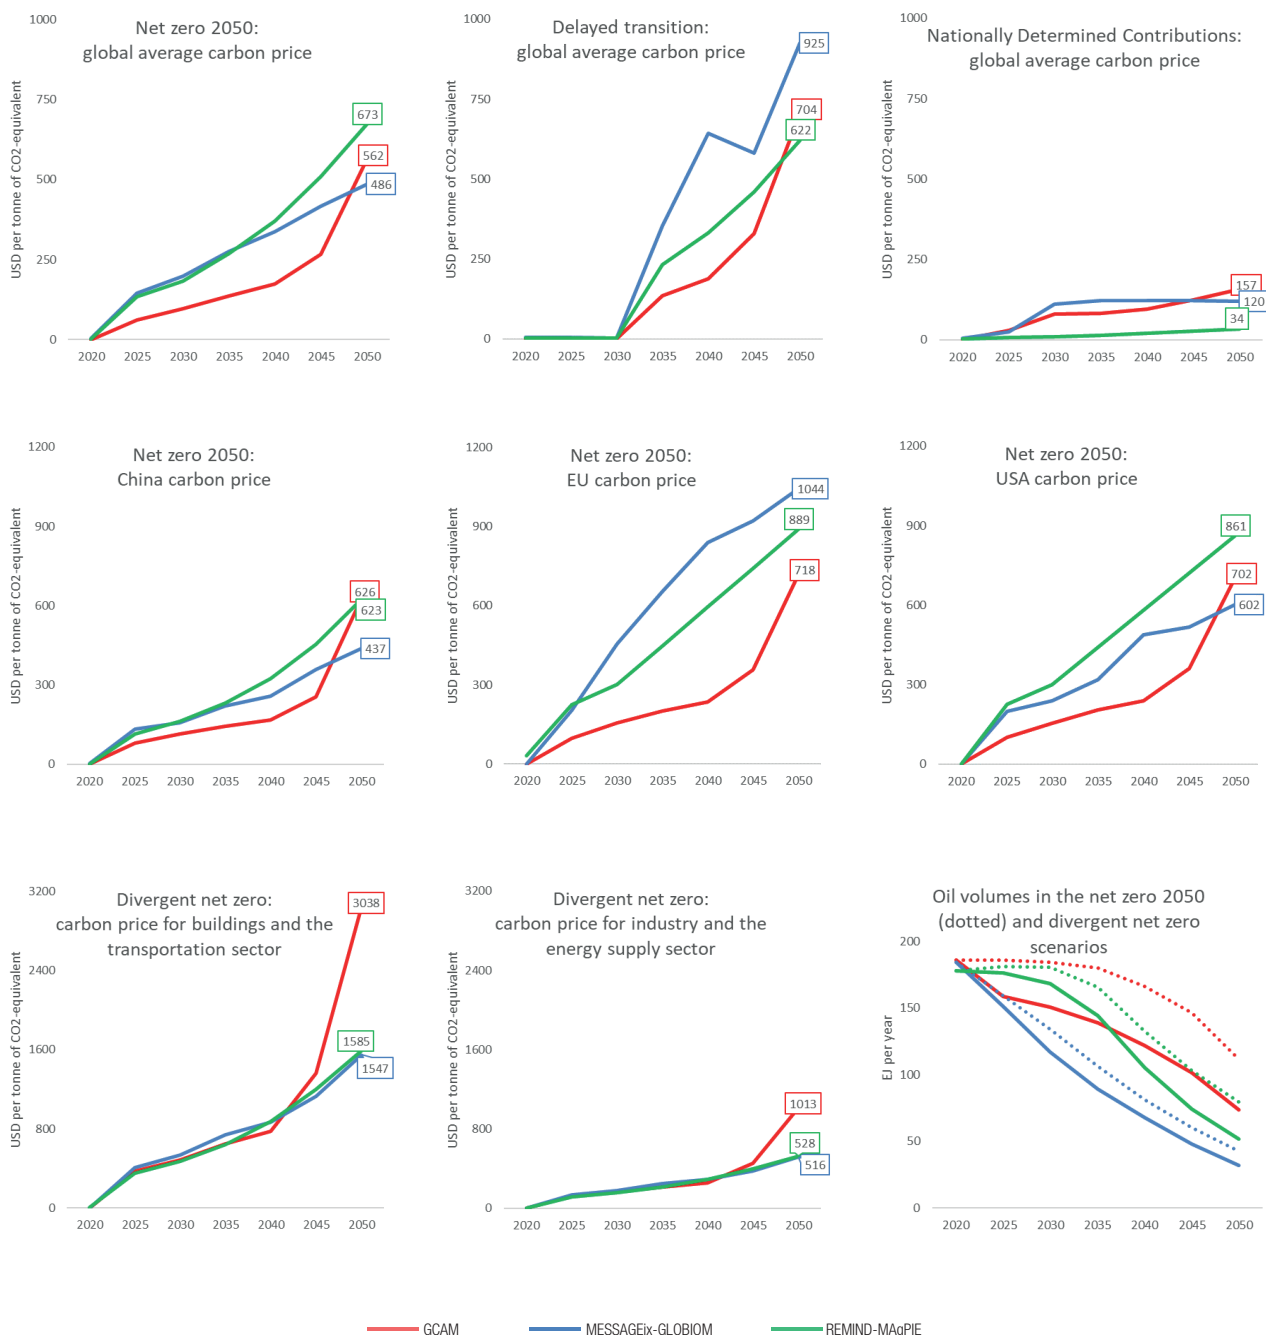 Net zero 2050:
global average carbon price
USD per tonne of CO2-equivalent
1000
750
500
250
0
673
562
486
2020 2025 2030 2035 2040 2045 2050
Delayed transition:
global average carbon price
USD per tonne of CO2-equivalent
1000
750
500
250
0
925
704
622
2020 2025 2030 2035 2040 2045 2050
Nationally Determined Contributions:
global average carbon price
USD per tonne of CO2-equivalent
1000
750
500
250
0
157
120
34
2020 2025 2030 2035 2040 2045 2050
Net zero 2050:
China carbon price
USD per tonne of CO2-equivalent
1200
900
600
300
0
626
623
437
2020 2025 2030 2035 2040 2045 2050
Net zero 2050:
EU carbon price
USD per tonne of CO2-equivalent
1200
900
600
300
0
1044
889
718
2020 2025 2030 2035 2040 2045 2050
Net zero 2050:
USA carbon price
USD per tonne of CO2-equivalent
1200
900
600
300
0
861
702
602
2020 2025 2030 2035 2040 2045 2050
Divergent net zero:
carbon price for buildings and the
transportation sector
USD per tonne of CO2-equivalent
3200
2400
1600
800
0
3038
1585
1547
2020 2025 2030 2035 2040 2045 2050
Divergent net zero:
carbon price for industry and the
energy supply sector
USD per tonne of CO2-equivalent
3200
2400
1600
800
0
1013
528
516
2020 2025 2030 2035 2040 2045 2050
Oil volumes in the net zero 2050
(dotted) and divergent net zero
scenarios
EJ per year
200
150
100
50
0
2020 2025 2030 2035 2040 2045 2050
GCAM MESSAGEix-GLOBIOM REMIND-MAgPIE